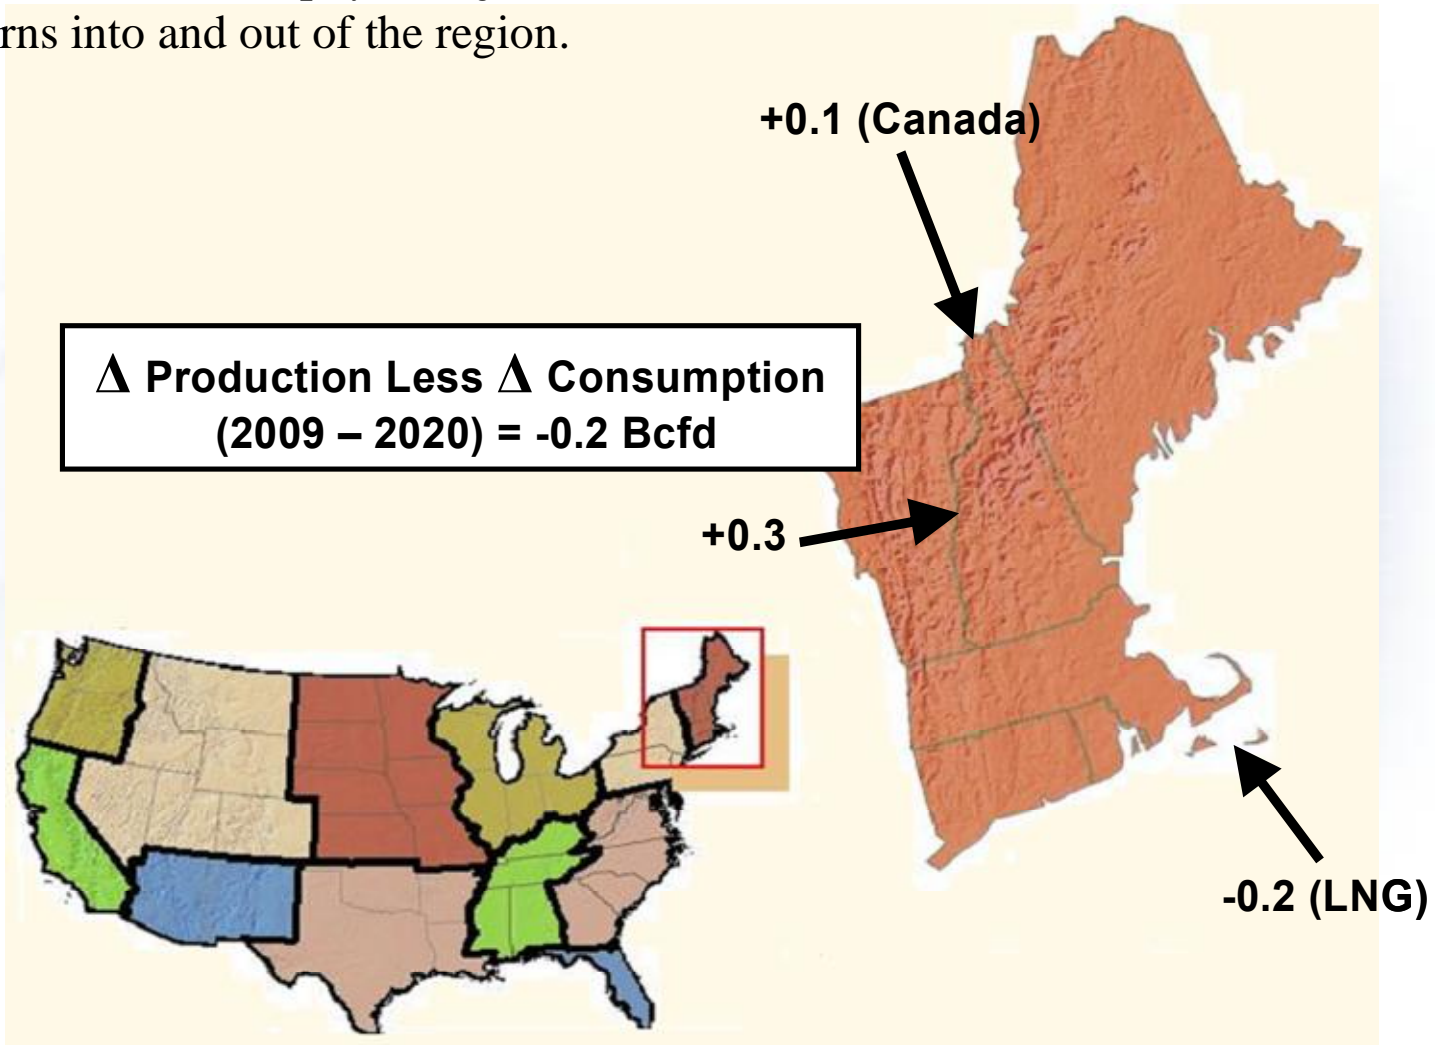 rns into and out of the region.
+0.1 (Canada)
Δ Production Less Δ Consumption
(2009 – 2020) = -0.2 Bcfd
+0.3
-0.2 (LNG)